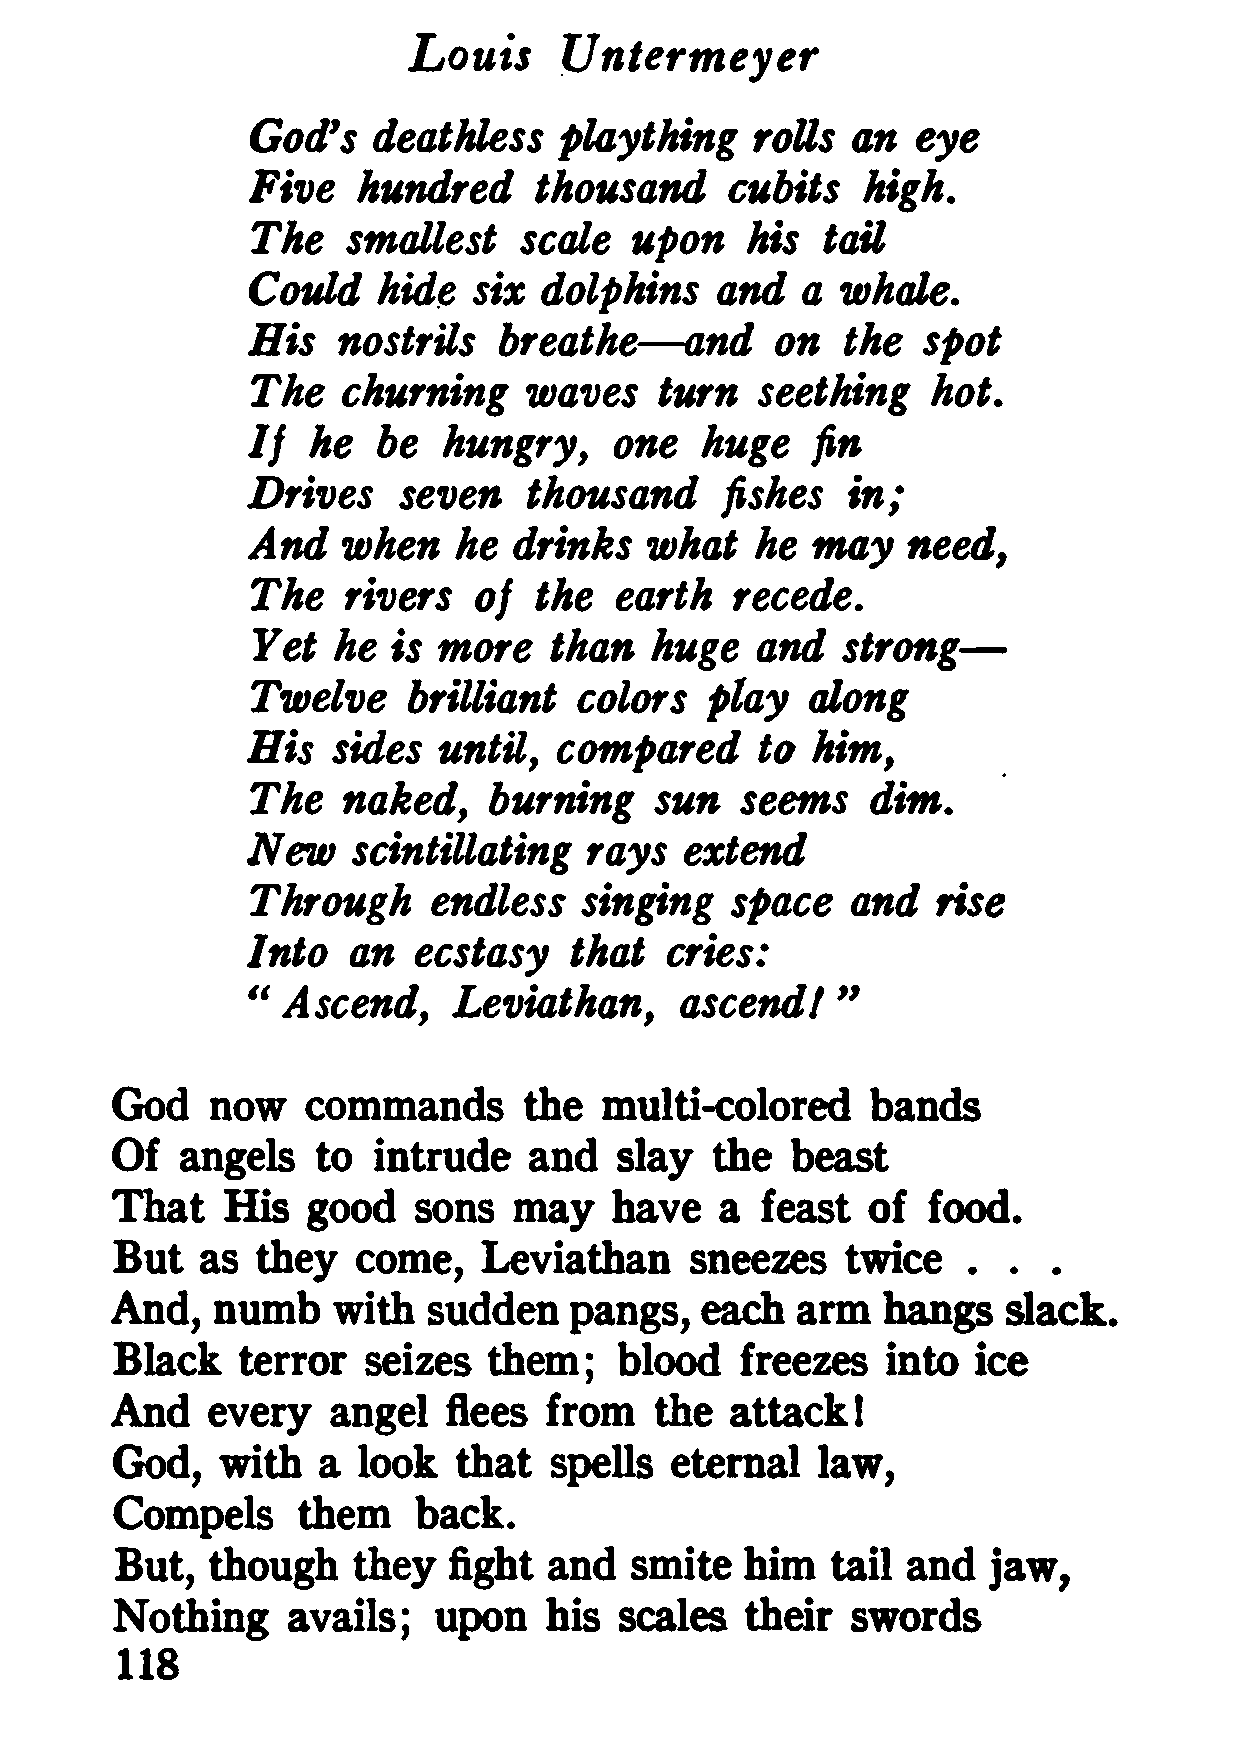 Louis Untermeyer
God's deathless plaything rolls an eye
Five hundred thousand cubits high.
The smallest scale upon his tail
Could hide six dolphins and a whale.
His nostrils breathe—and on the spot
The churning waves turn seething hot.
If he be hungry, one huge fin
Drives seven thousand fishes in;
And when he drinks what he may need,
The rivers of the earth recede.
Yet he is more than huge and strong—
Twelve brilliant colors play along
His sides until, compared to him,
The naked, burning sun seems dim.
New scintillating rays extend
Through endless singing space and rise
Into an ecstasy that cries:
“ Ascend, Leviathan, ascend! ”
God now commands the multi-colored bands
Of angels to intrude and slay the beast
That His good sons may have a feast of food.
But as they come, Leviathan sneezes twice . . .
And, numb with sudden pangs, each arm hangs slack.
Black terror seizes them; blood freezes into ice
And every angel flees from the attack!
God, with a look that spells eternal law,
Compels them back.
But, though they fight and smite him tail and jaw,
Nothing avails; upon his scales their swords
118